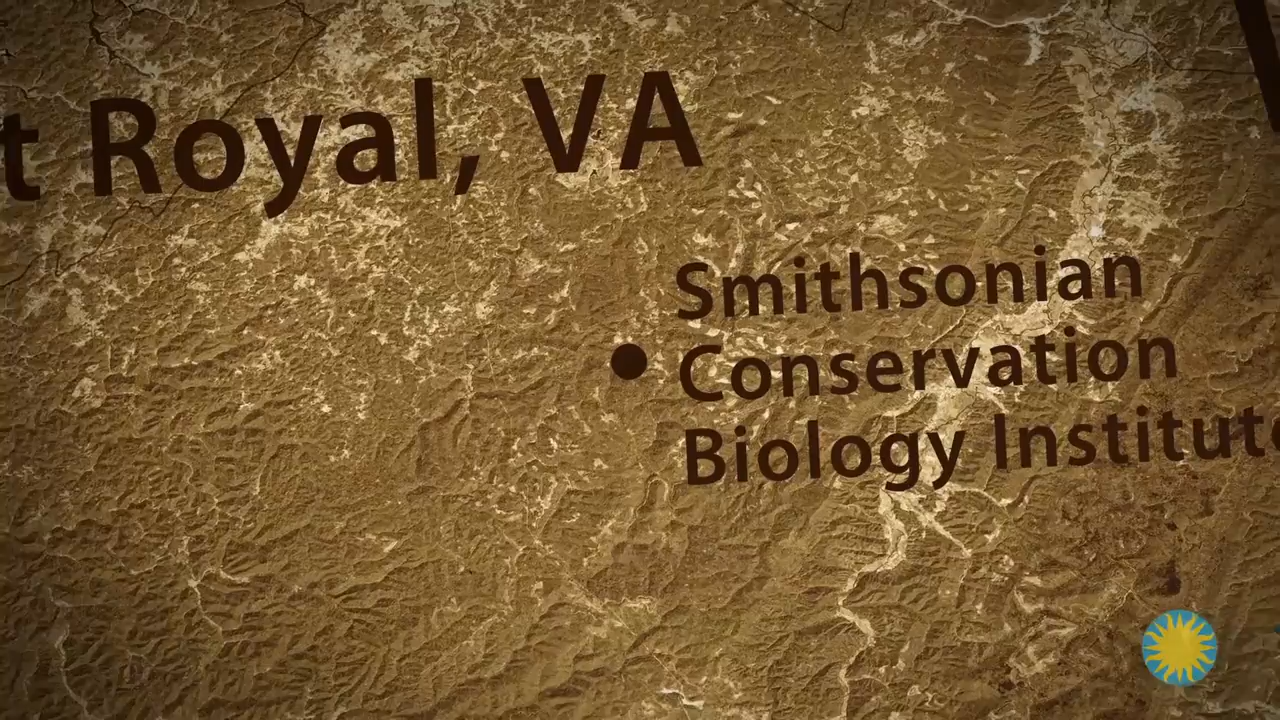 t Royal, VA
Smithsonian
Conservation
Biology Institute